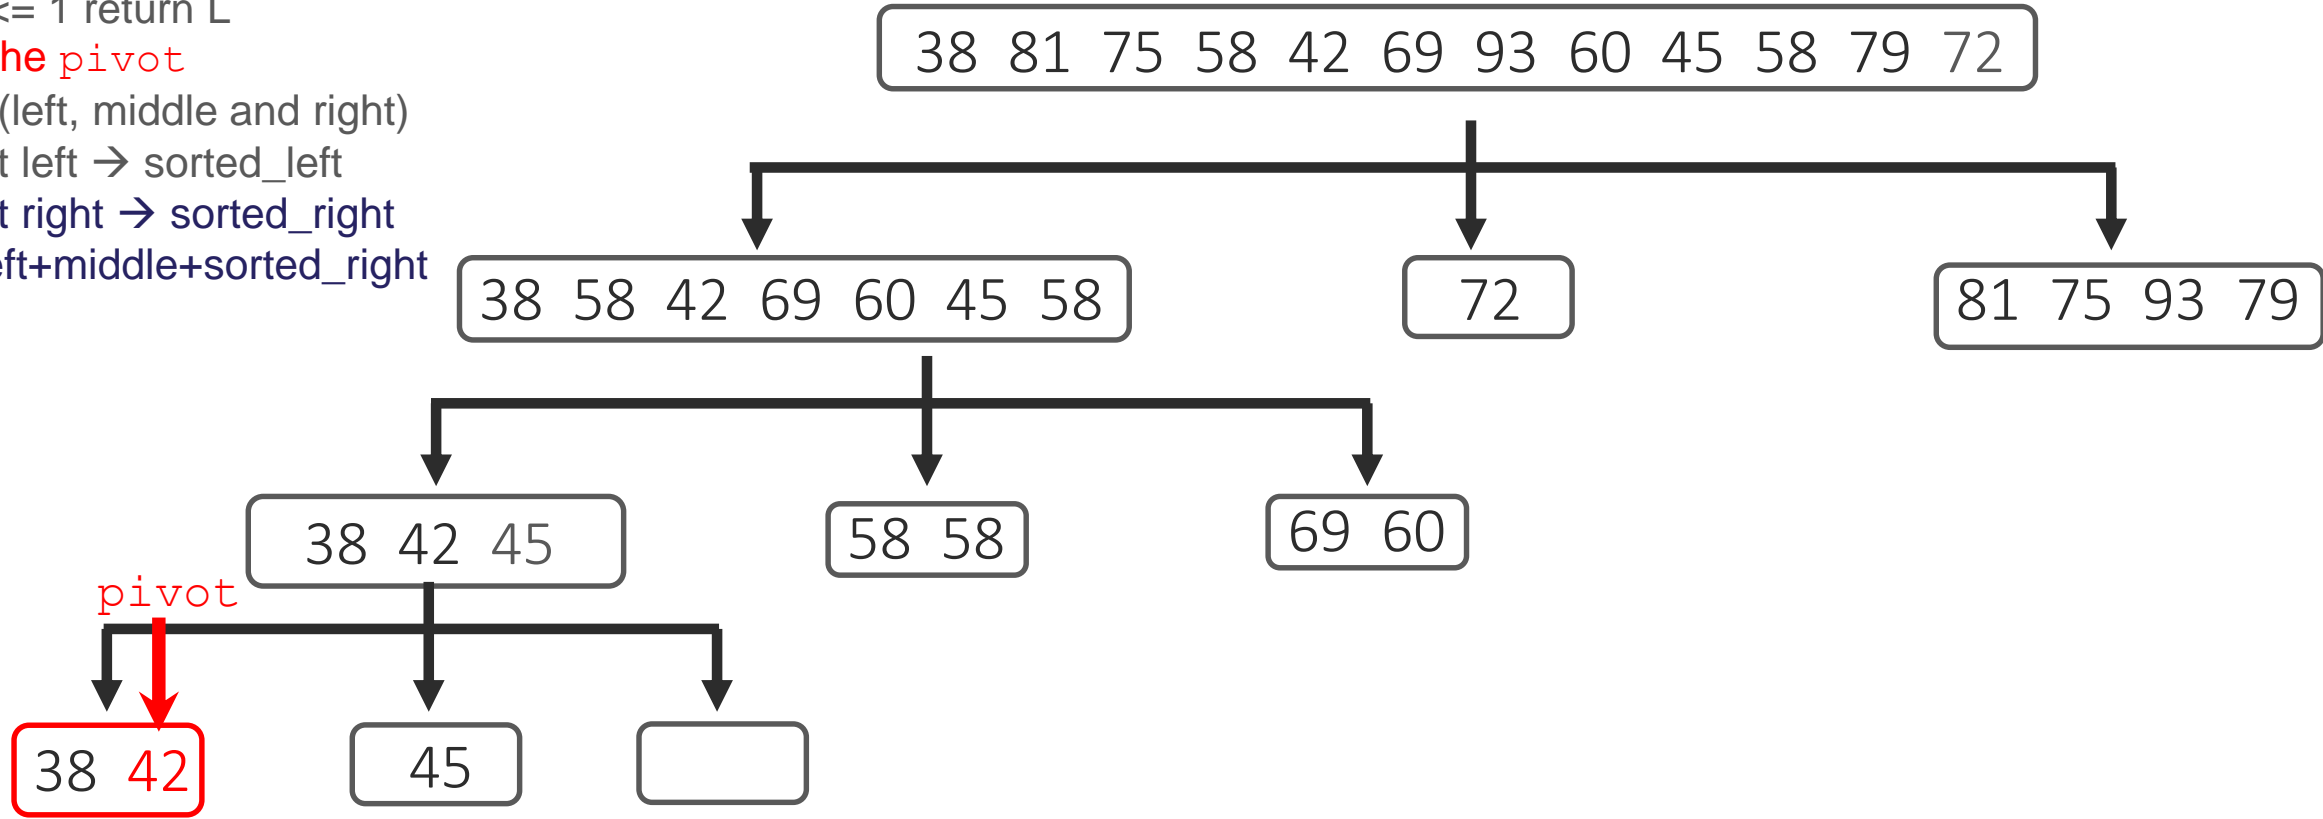 <= 1 return L
he pivot
(left, middle and right)
t left → sorted_left
t right → sorted_right
eft+middle+sorted_right
38 81 75 58 42 69 93 60 45 58 79 72
38 58 42 69 60 45 58
72
81 75 93 79
38 42 45
58 58
69 60
pivot
38 42
45